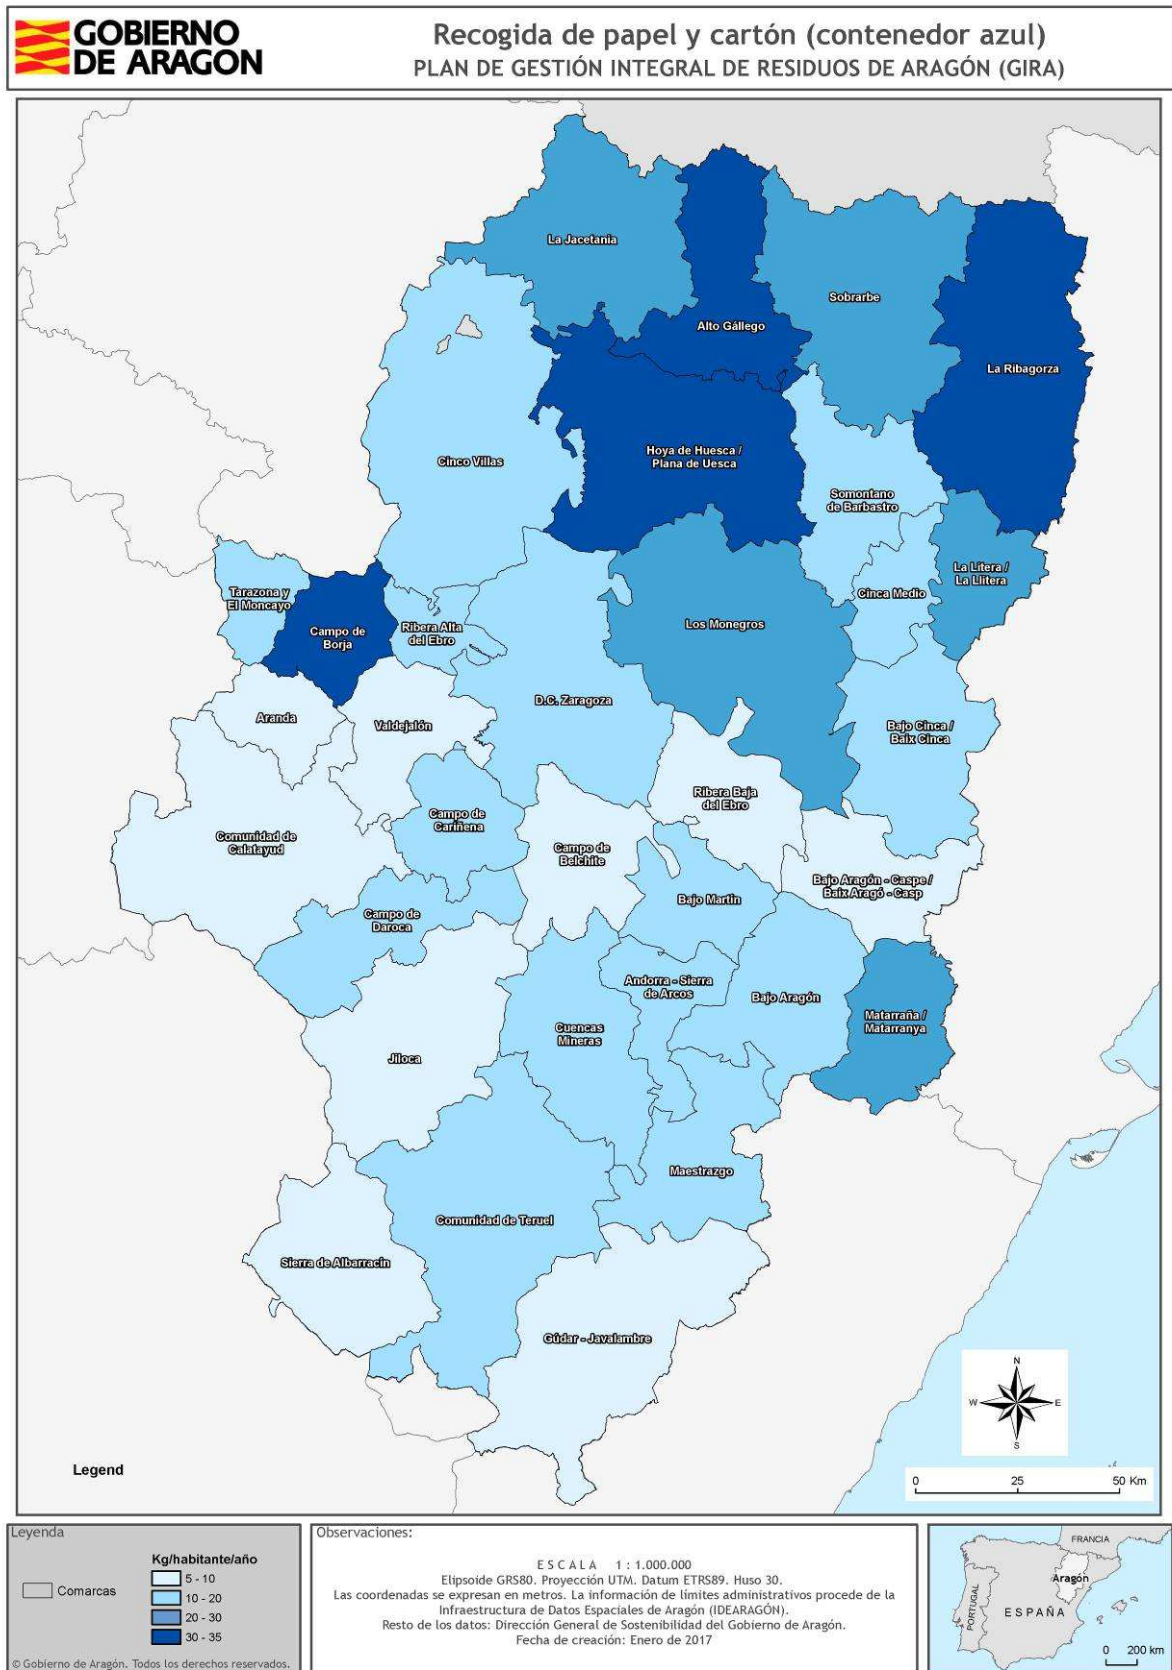 GOBIERNO
DE ARAGON
Recogida de papel y cartón (contenedor azul)
PLAN DE GESTIÓN INTEGRAL DE RESIDUOS DE ARAGÓN (GIRA)
La Jacetania
Alto Gállego
Sobrarbe
La Ribagorza
Cinco Villas
Hoya de Huesca /
Plana de Uesca
Somontano
de Barbastro
La Litera /
La Llitera
Cinca Medio
Tarazona y
El Moncayo
Campo de
Borja
Ribera Alta
del Ebro
Los Monegros
D.C. Zaragoza
Aranda
Valdejalón
Bajo Cinca /
Baix Cinca
Ribera Baja
del Ebro
Comunidad de
Calatayud
Campo de
Cariñena
Campo de
Belchite
Bajo Aragón - Caspe /
Baix Aragó - Casp
Bajo Martín
Campo de
Daroca
Andorra - Sierra
de Arcos
Bajo Aragón
Matarraña /
Matarranya
Cuencas
Mineras
Jiloca
Maestrazgo
Comunidad de Teruel
Sierra de Albarracín
Gúdar - Javalambre
N
W
E
S
Legend
0
25
50 Km
Leyenda
Kg/habitante/año
Comarcas
5 - 10
10 - 20
20 - 30
30 - 35
© Gobierno de Aragón. Todos los derechos reservados.
Observaciones:
E S C A L A 1 : 1.000.000
Elipsoide GRS80. Proyección UTM. Datum ETRS89. Huso 30.
Las coordenadas se expresan en metros. La información de límites administrativos procede de la
Infraestructura de Datos Espaciales de Aragón (IDEARAGÓN).
Resto de los datos: Dirección General de Sostenibilidad del Gobierno de Aragón.
Fecha de creación: Enero de 2017
FRANCIA
Aragón
PORTUGAL
ESPAÑA
0
200 km